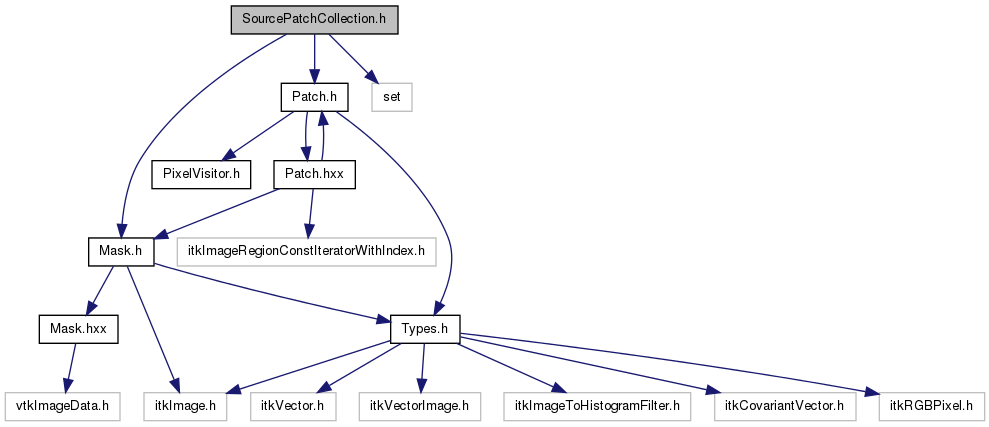 SourcePatchCollection.h
Patch.h
set
PixelVisitor.h
Patch.hxx
Mask.h
itkImageRegionConstIteratorWithIndex.h
Mask.hxx
Types.h
vtkImageData.h
itkImage.h
itkVector.h
itkVectorImage.h
itkImageToHistogramFilter.h
itkCovariantVector.h
itkRGBPixel.h